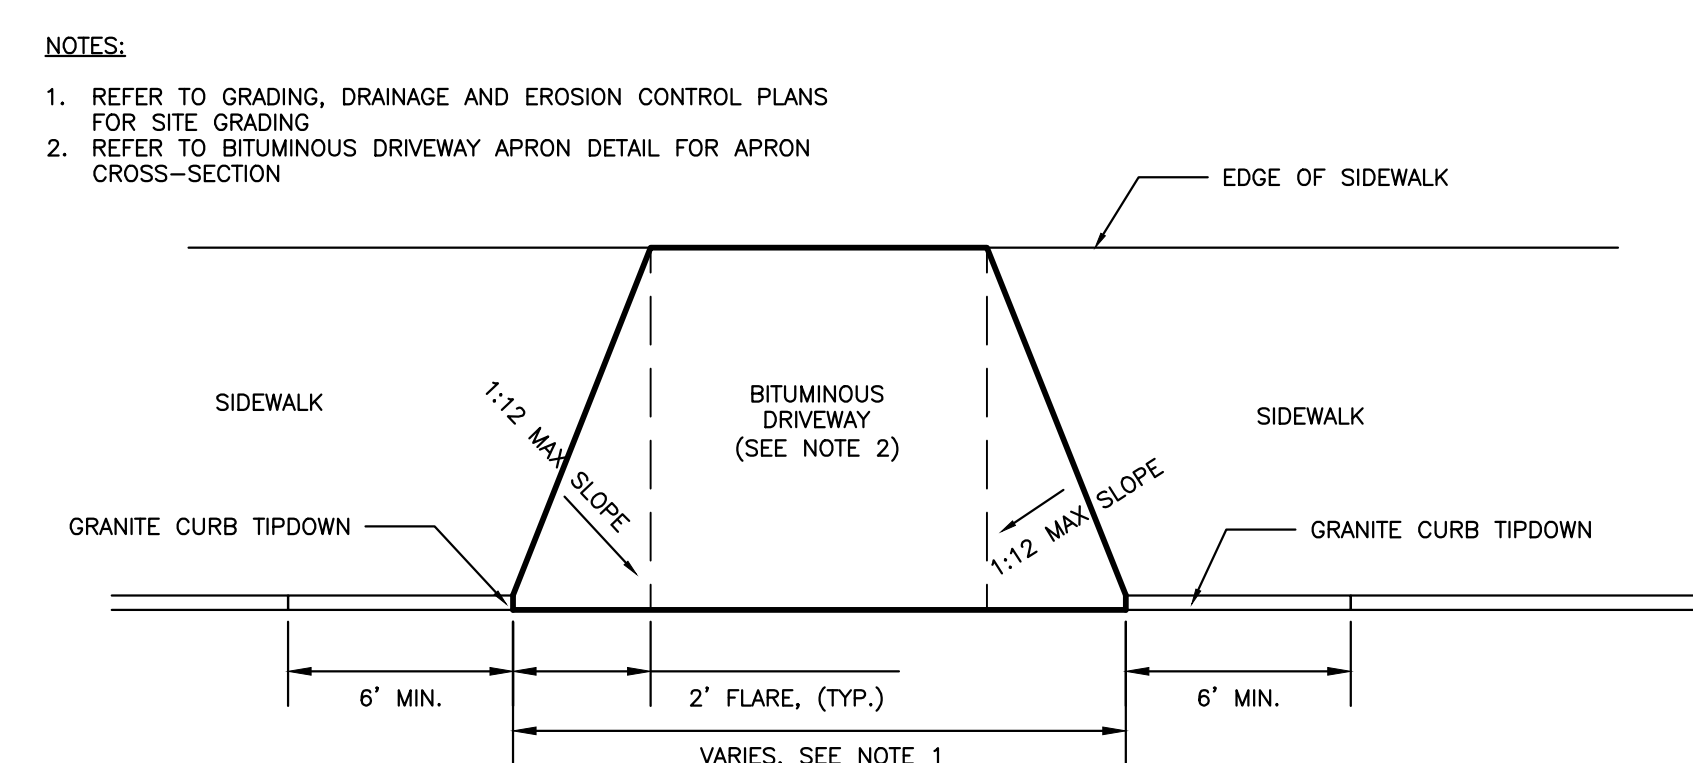 NOTES:
1. REFER TO GRADING, DRAINAGE AND EROSION CONTROL PLANS
FOR SITE GRADING
2. REFER TO BITUMINOUS DRIVEWAY APRON DETAIL FOR APRON
CROSS-SECTION
EDGE OF SIDEWALK
SIDEWALK
1:12 MAX SLOPE
BITUMINOUS
DRIVEWAY
(SEE NOTE 2)
SIDEWALK
1:12 MAX SLOPE
GRANITE CURB TIPDOWN
GRANITE CURB TIPDOWN
6' MIN.
2' FLARE, (TYP.)
6' MIN.
VARIES. SEE NOTE 1